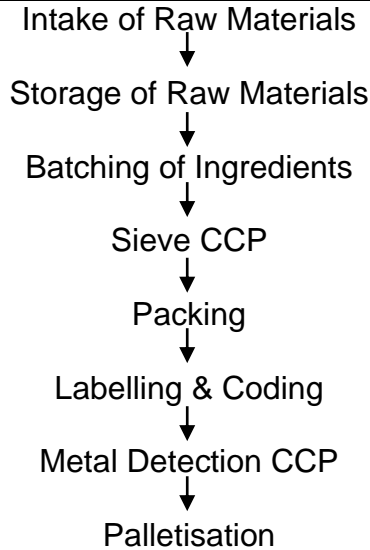 Intake of Raw Materials
Storage of Raw Materials
Batching of Ingredients
Sieve CCP
Packing
Labelling & Coding
Metal Detection CCP
Palletisation